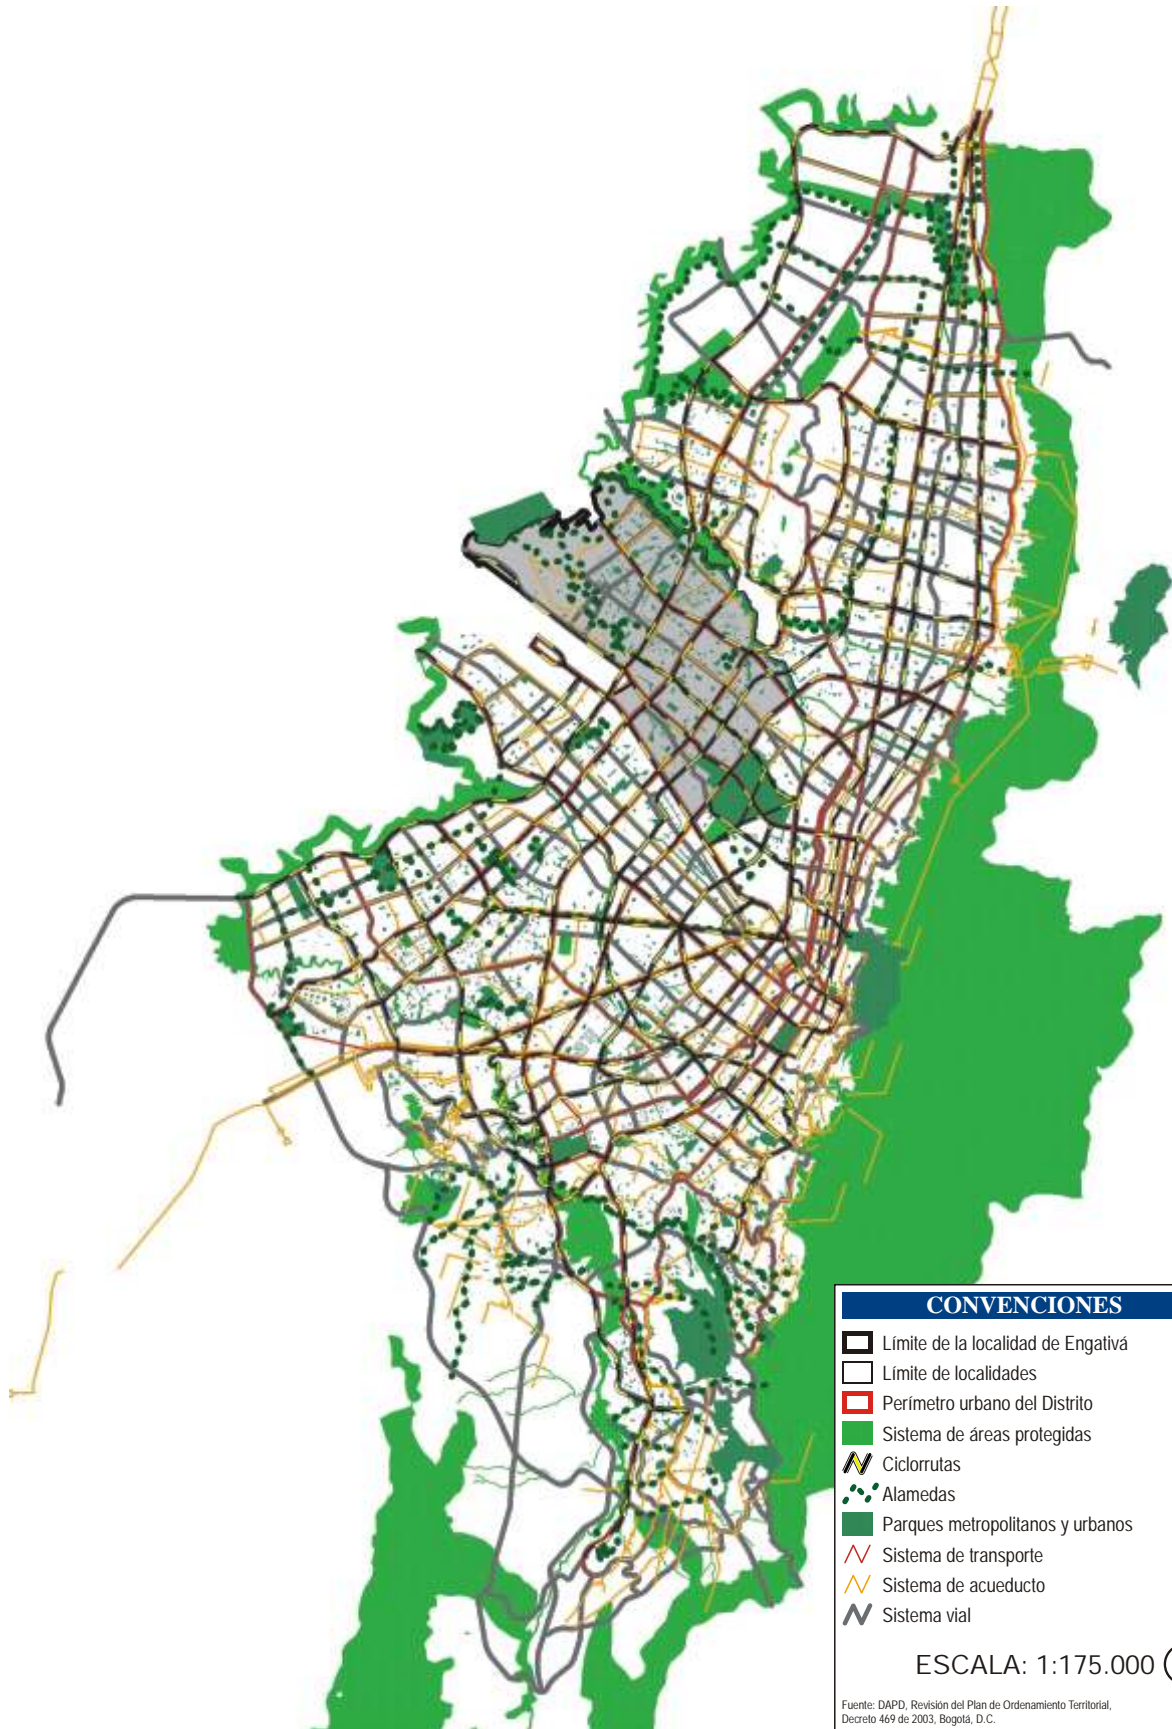 CONVENCIONES
Límite de la localidad de Engativá
Límite de localidades
Perímetro urbano del Distrito
Sistema de áreas protegidas
Ciclorrutas
Alamedas
Parques metropolitanos y urbanos
Sistema de transporte
Sistema de acueducto
Sistema vial
ESCALA: 1:175.000
Fuente: DAPD, Revisión del Plan de Ordenamiento Territorial,
Decreto 469 de 2003, Bogotá, D.C.